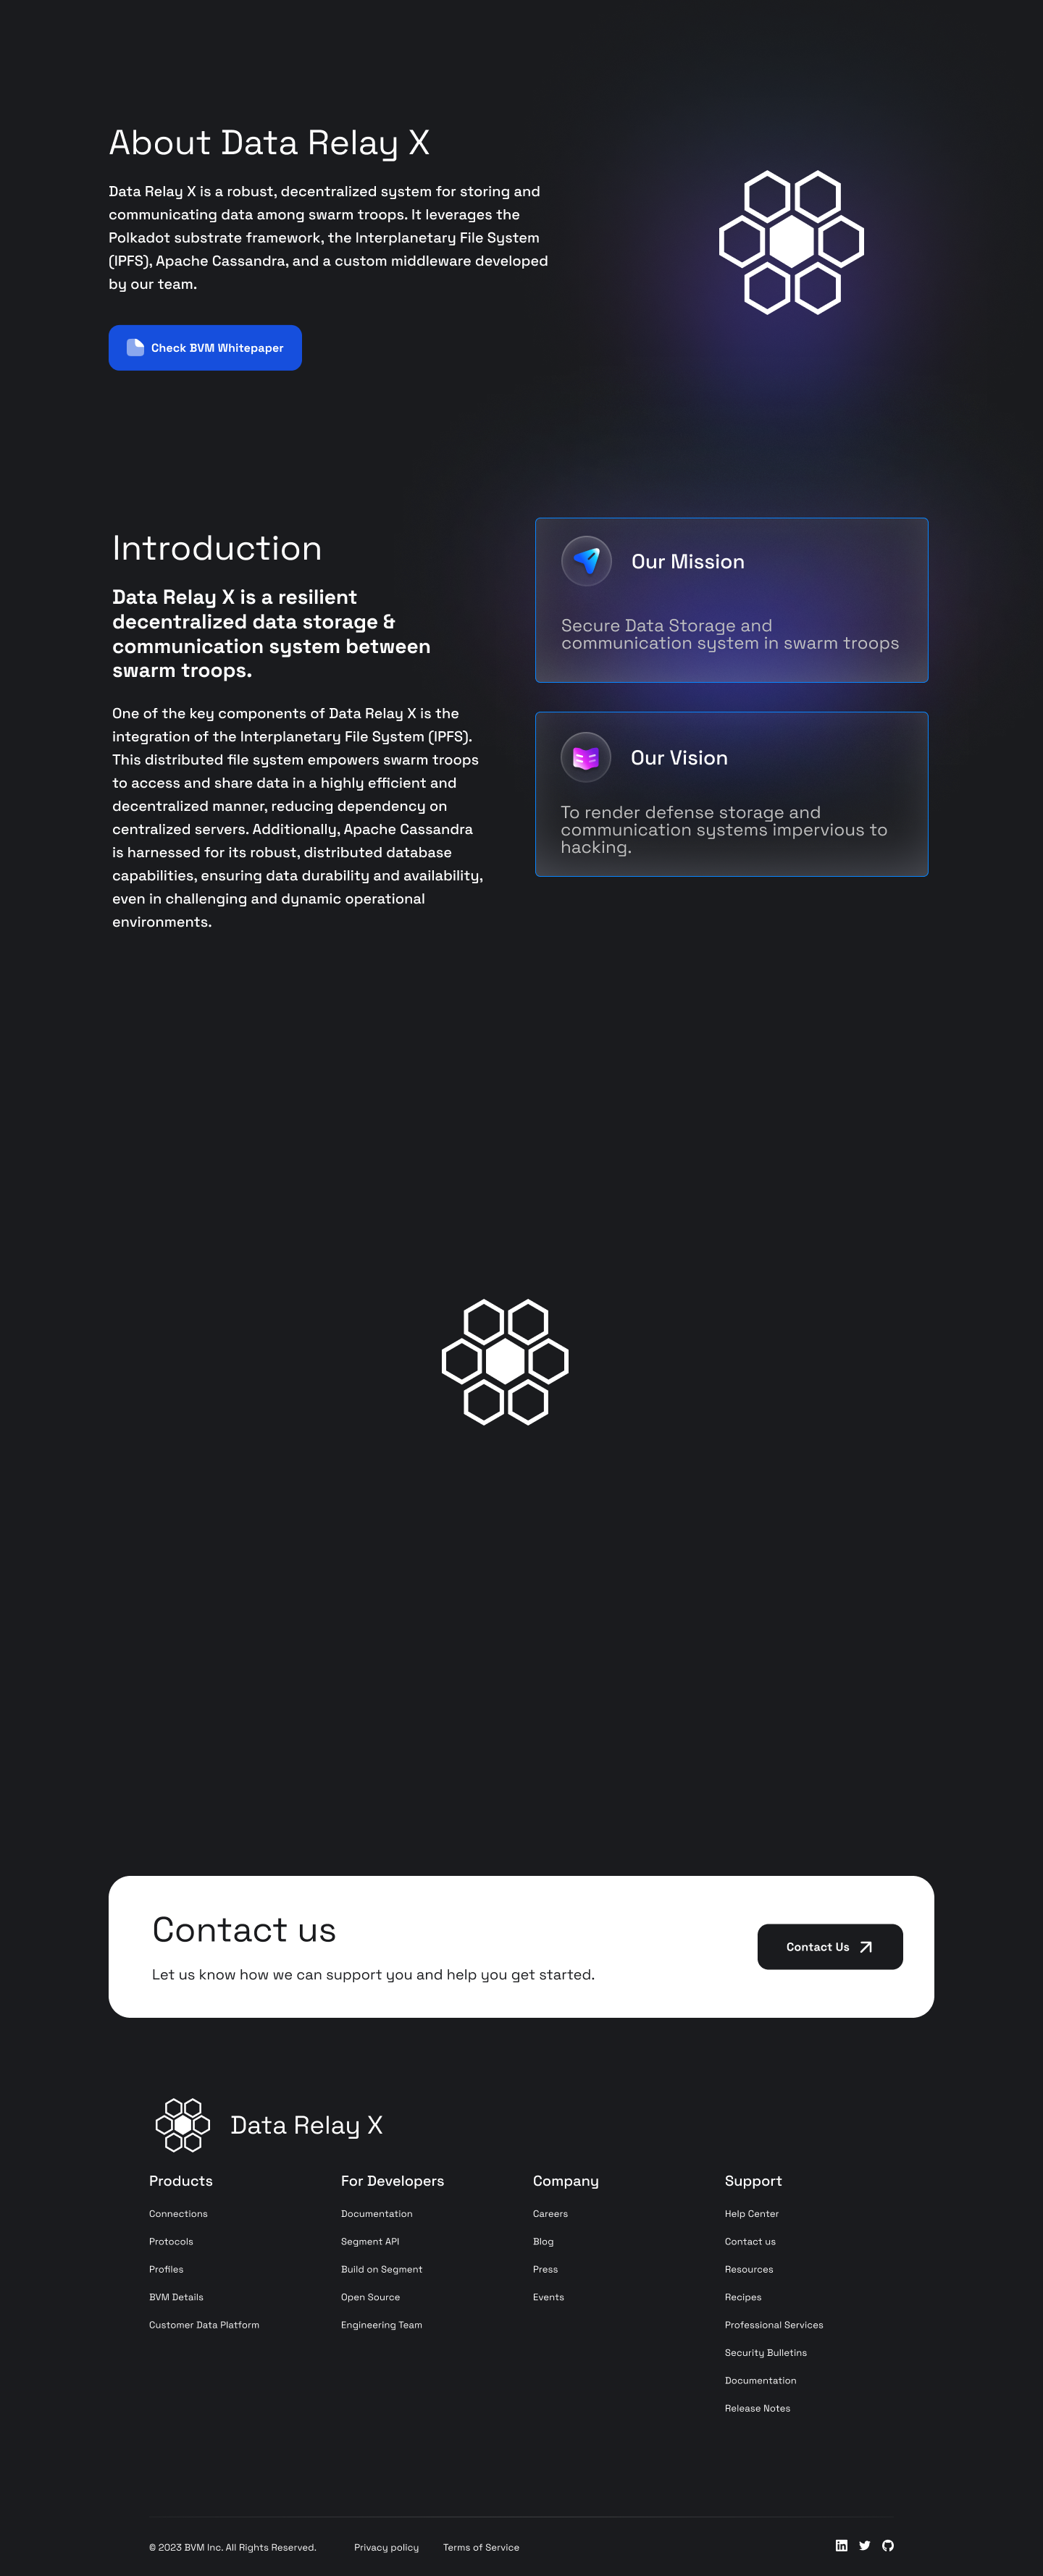 About Data Relay X
Data Relay X is a robust, decentralized system for storing and
communicating data among swarm troops. It leverages the
Polkadot substrate framework, the Interplanetary File System
(IPFS), Apache Cassandra, and a custom middleware developed
by our team.
Check BVM Whitepaper
Introduction
Data Relay X is a resilient
decentralized data storage &
communication system between
swarm troops.
One of the key components of Data Relay X is the
integration of the Interplanetary File System (IPFS).
This distributed file system empowers swarm troops
to access and share data in a highly efficient and
decentralized manner, reducing dependency on
centralized servers. Additionally, Apache Cassandra
is harnessed for its robust, distributed database
capabilities, ensuring data durability and availability,
even in challenging and dynamic operational
environments.
Our Mission
Secure Data Storage and
communication system in swarm troops
Our Vision
To render defense storage and
communication systems impervious to
hacking.
Contact us
Let us know how we can support you and help you get started.
Contact Us
Data Relay X
Products
Connections
Protocols
Profiles
BVM Details
Customer Data Platform
For Developers
Documentation
Segment API
Build on Segment
Open Source
Engineering Team
Company
Careers
Blog
Press
Events
Support
Help Center
Contact us
Resources
Recipes
Professional Services
Security Bulletins
Documentation
Release Notes
© 2023 BVM Inc. All Rights Reserved.
Privacy policy
Terms of Service